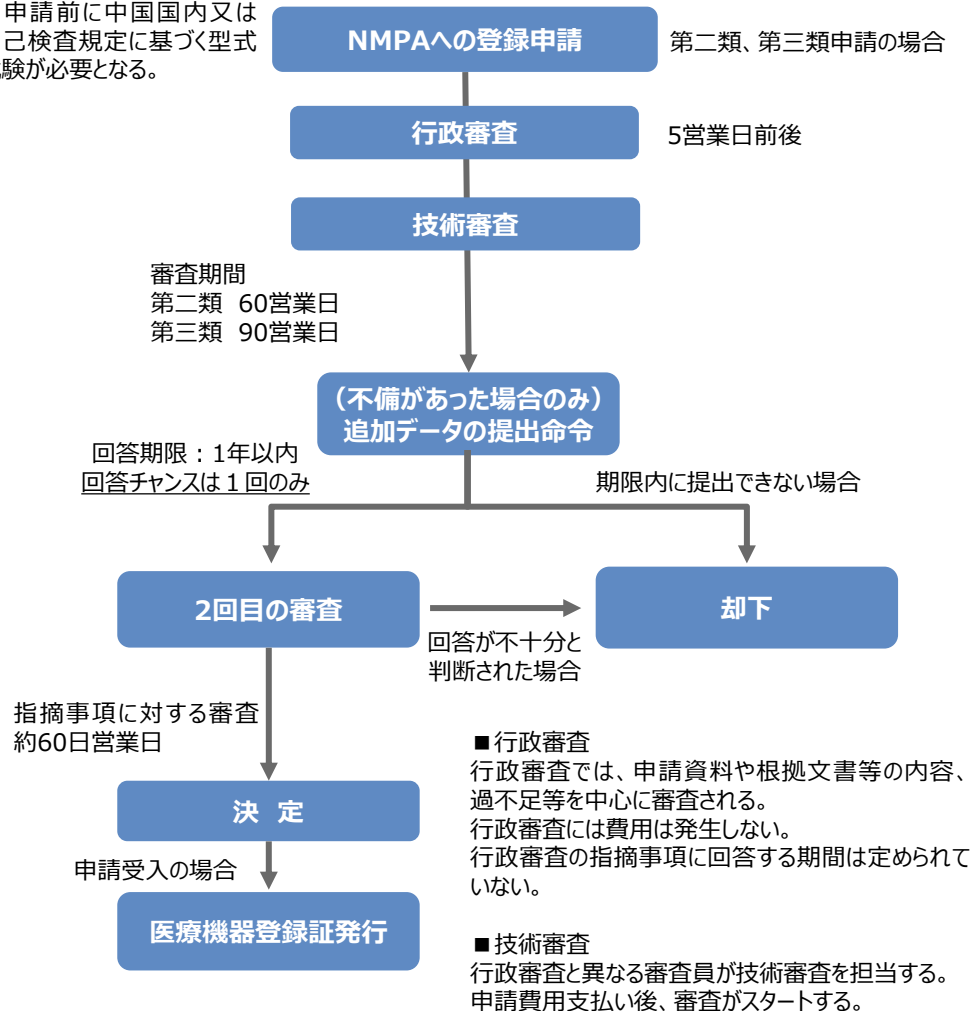 申請前に中国国内又は
己検査規定に基づく型式
験が必要となる。
NMPAへの登録申請
第二類、第三類申請の場合
行政審査
5営業日前後
技術審査
審査期間
第二類 60営業日
第三類 90営業日
(不備があった場合のみ)
追加データの提出命令
回答期限:1年以内
回答チャンスは1回のみ
期限内に提出できない場合
2回目の審査
却下
回答が不十分と
判断された場合
指摘事項に対する審査
約60日営業日
決 定
申請受入の場合
医療機器登録証発行
■行政審査
行政審査では、申請資料や根拠文書等の内容、
過不足等を中心に審査される。
行政審査には費用は発生しない。
行政審査の指摘事項に回答する期間は定められて
いない。
■技術審査
行政審査と異なる審査員が技術審査を担当する。
申請費用支払い後、審査がスタートする。